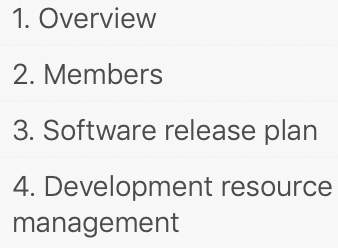 1. Overview
2. Members
3. Software release plan
4. Development resource
management